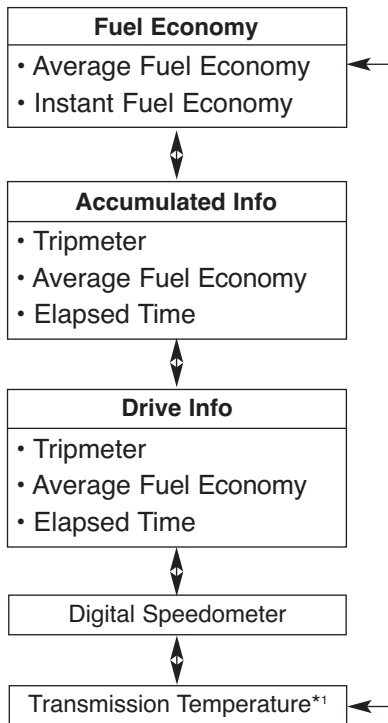 Fuel Economy
• Average Fuel Economy
• Instant Fuel Economy
Accumulated Info
• Tripmeter
• Average Fuel Economy
• Elapsed Time
Drive Info
• Tripmeter
• Average Fuel Economy
• Elapsed Time
Digital Speedometer
Transmission Temperature*1